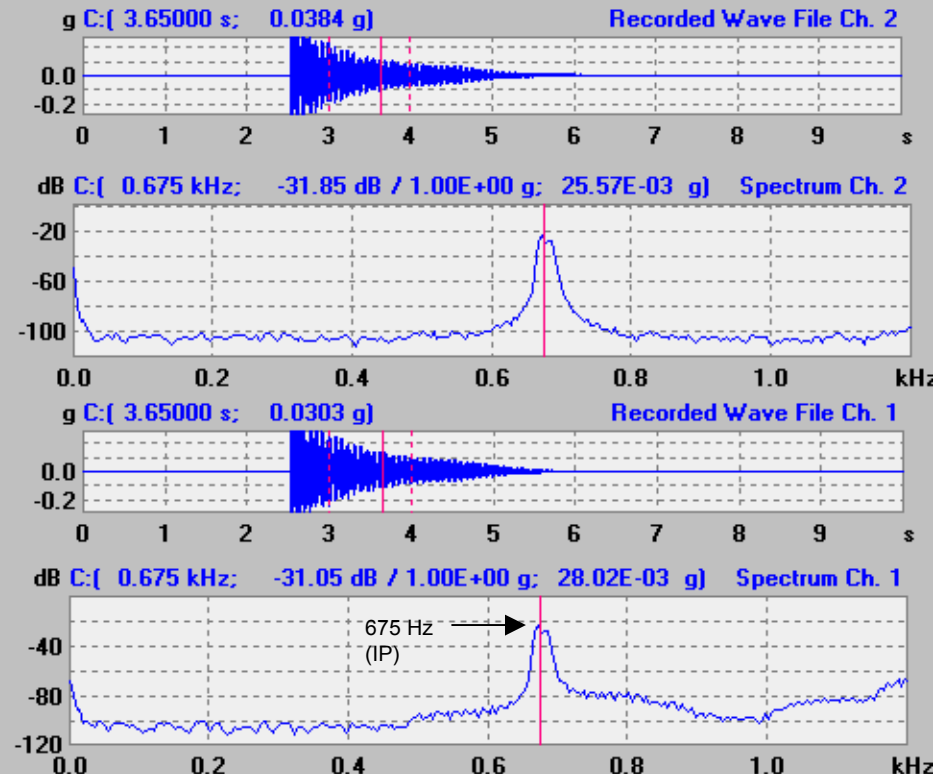 g C:( 3.65000 s; 0.0384 g) Recorded Wave File Ch. 2
0.0
-0.2
0 1 2 3 4 5 6 7 8 9 s
dB C:( 0.675 kHz; -31.85 dB / 1.00E+00 g; 25.57E-03 g) Spectrum Ch. 2
-20
-60
-100
0.0 0.2 0.4 0.6 0.8 1.0 kHz
g C:( 3.65000 s; 0.0303 g) Recorded Wave File Ch. 1
0.0
-0.2
0 1 2 3 4 5 6 7 8 9 s
dB C:( 0.675 kHz; -31.05 dB / 1.00E+00 g; 28.02E-03 g) Spectrum Ch. 1
675 Hz
(IP)
-40
-80
-120
0.0 0.2 0.4 0.6 0.8 1.0 kHz